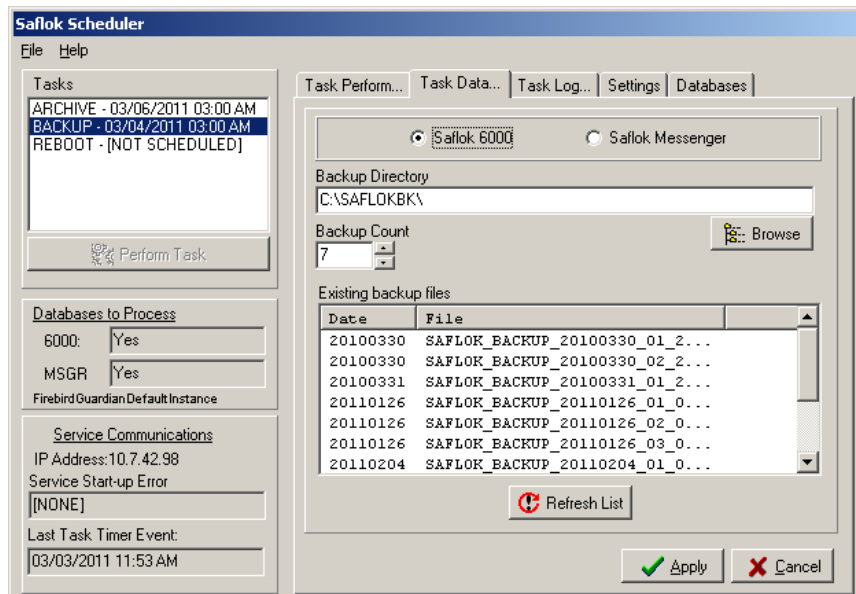 Saflok Scheduler
File Help
Tasks
ARCHIVE - 03/06/2011 03:00 AM
BACKUP - 03/04/2011 03:00 AM
REBOOT - [NOT SCHEDULED]
Perform Task
Databases to Process
6000: Yes
MSGR Yes
Firebird Guardian Default Instance
Service Communications
IP Address:10.7.42.98
Service Start-up Error
[NONE]
Last Task Timer Event:
03/03/2011 11:53 AM
Task Perform... Task Data... Task Log... Settings Databases
Saflok 6000 Saflok Messenger
Backup Directory
C:\SAFLOKBK\
Backup Count
7
Browse
Existing backup files
Date File
20100330 SAFLOK_BACKUP_20100330_01_2...
20100330 SAFLOK_BACKUP_20100330_02_2...
20100331 SAFLOK_BACKUP_20100331_01_2...
20110126 SAFLOK_BACKUP_20110126_01_0...
20110126 SAFLOK_BACKUP_20110126_02_0...
20110126 SAFLOK_BACKUP_20110126_03_0...
20110204 SAFLOK_BACKUP_20110204_01_0...
Refresh List
Apply Cancel